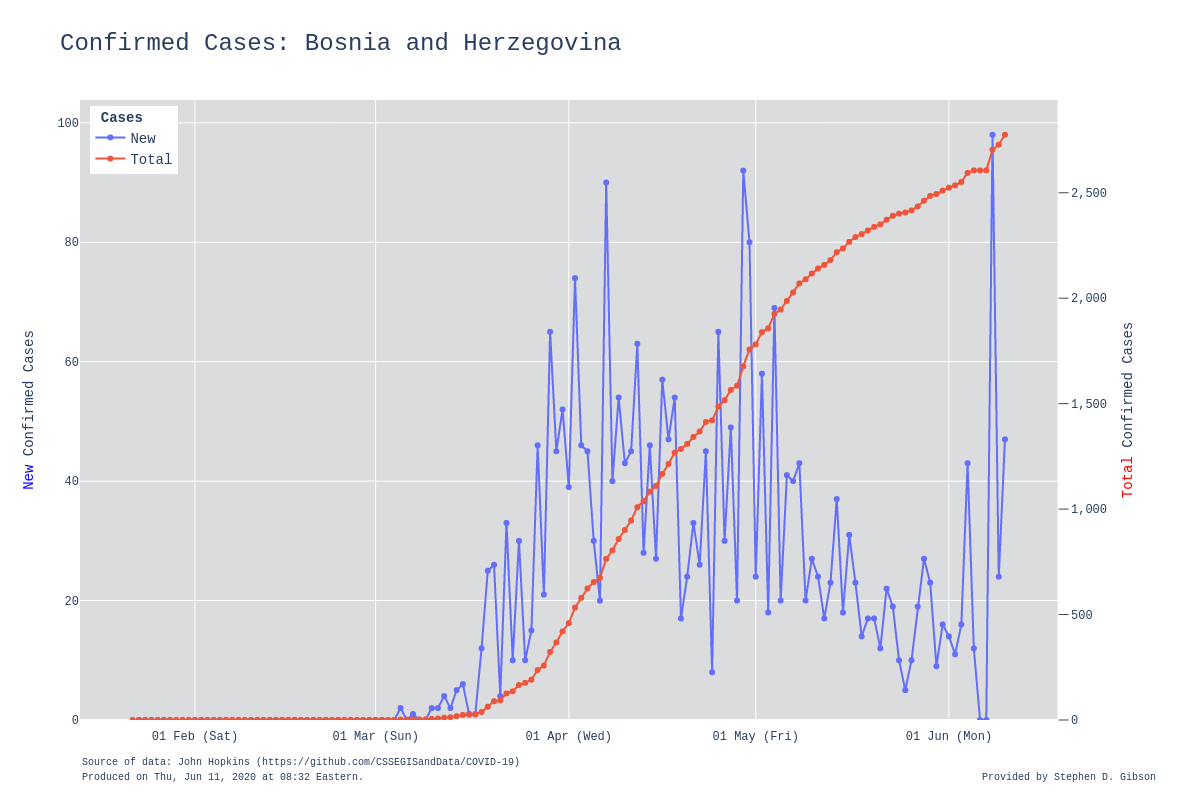 Confirmed Cases: Bosnia and Herzegovina
Cases
New
Total
100
80
60
40
20
0
New Confirmed Cases
2,500
2,000
1,500
1,000
500
0
Total Confirmed Cases
01 Feb (Sat) 01 Mar (Sun) 01 Apr (Wed) 01 May (Fri) 01 Jun (Mon)
Source of data: John Hopkins (https://github.com/CSSEGISandData/COVID-19)
Produced on Thu, Jun 11, 2020 at 08:32 Eastern.
Provided by Stephen D. Gibson